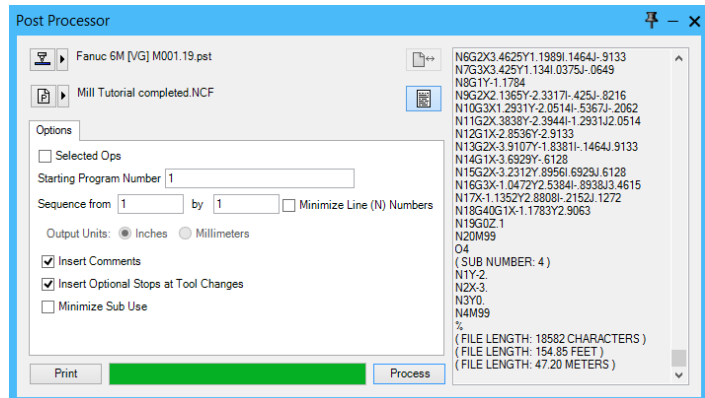 Post Processor
Fanuc 6M [VG] M001.19.pst
Mill Tutorial completed.NCF
Options
Selected Ops
Starting Program Number 1
Sequence from 1 by 1 Minimize Line (N) Numbers
Output Units: Inches Millimeters
Insert Comments
Insert Optional Stops at Tool Changes
Minimize Sub Use
Print
Process
N6G2X3.4625Y1.1989I.1464J-.9133
N7G3X3.425Y1.134I.0375J-.0649
N8G1Y-1.1784
N9G2X2.1365Y-2.3317I-.425J-.8216
N10G3X1.2931Y-2.0514I-.5367J-.2062
N11G2X.3838Y-2.3944I-1.2931J2.0514
N12G1X-2.8536Y-2.9133
N13G2X-3.9107Y-1.8381I-.1464J.9133
N14G1X-3.6929Y-.6128
N15G2X-3.2312Y.8956I.6929J.6128
N16G3X-1.0472Y2.5384I-.8938J3.4615
N17X-1.1352Y2.8808I-.2152J.1272
N18G40G1X-1.1783Y2.9063
N19G0Z.1
N20M99
O4
( SUB NUMBER: 4 )
N1Y-2.
N2X-3.
N3Y0.
N4M99
%
( FILE LENGTH: 18582 CHARACTERS )
( FILE LENGTH: 154.85 FEET )
( FILE LENGTH: 47.20 METERS )